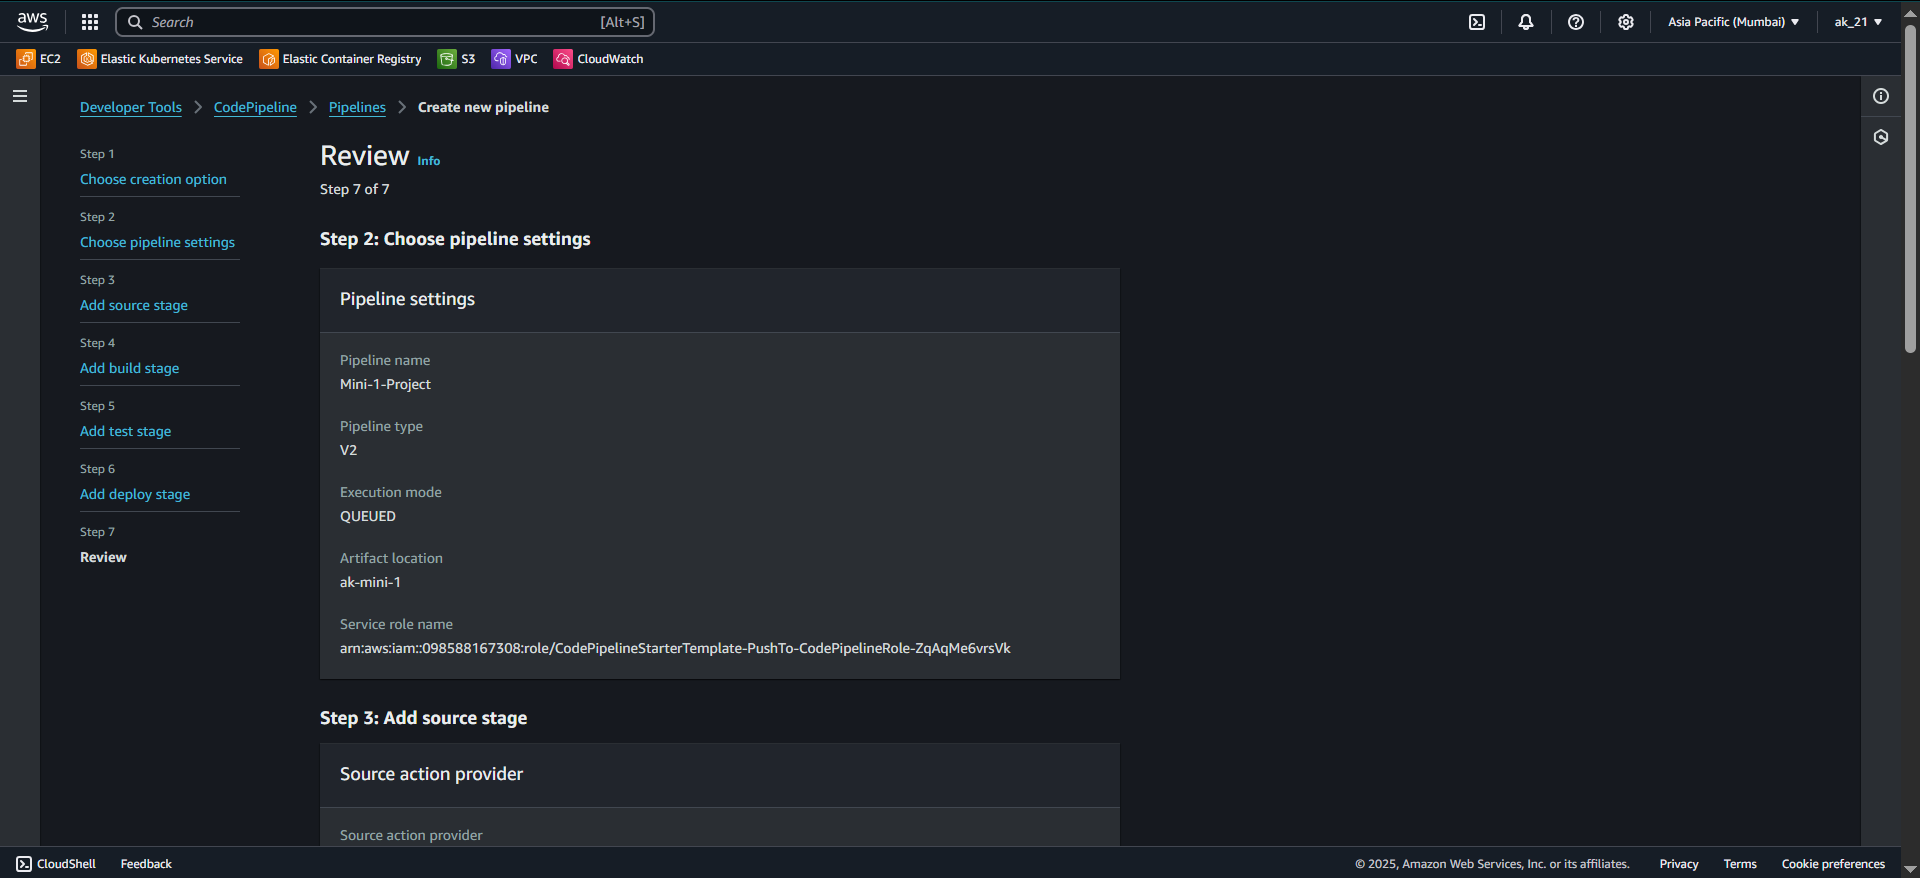 aws
Search [Alt+S]
Asia Pacific (Mumbai)
ak_21
EC2
Elastic Kubernetes Service
Elastic Container Registry
S3
VPC
CloudWatch
Developer Tools
CodePipeline
Pipelines
Create new pipeline
Step 1
Choose creation option
Step 2
Choose pipeline settings
Step 3
Add source stage
Step 4
Add build stage
Step 5
Add test stage
Step 6
Add deploy stage
Step 7
Review
Review Info
Step 7 of 7
Step 2: Choose pipeline settings
Pipeline settings
Pipeline name
Mini-1-Project
Pipeline type
V2
Execution mode
QUEUED
Artifact location
ak-mini-1
Service role name
arn:aws:iam::098588167308:role/CodePipelineStarterTemplate-PushTo-CodePipelineRole-ZqAqMe6vrsVk
Step 3: Add source stage
Source action provider
Source action provider
CloudShell
Feedback
© 2025, Amazon Web Services, Inc. or its affiliates.
Privacy
Terms
Cookie preferences